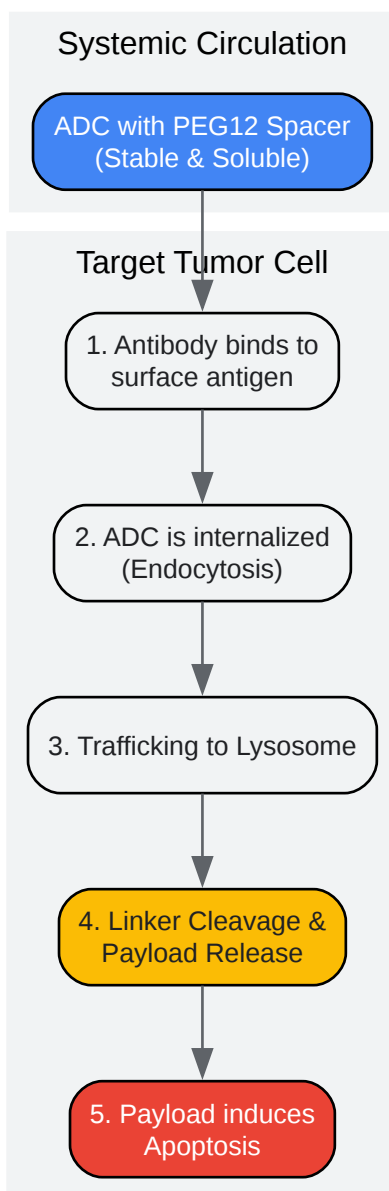 Systemic Circulation
ADC with PEG12 Spacer
(Stable & Soluble)
Target Tumor Cell
1. Antibody binds to
surface antigen
2. ADC is internalized
(Endocytosis)
3. Trafficking to Lysosome
4. Linker Cleavage &
Payload Release
5. Payload induces
Apoptosis